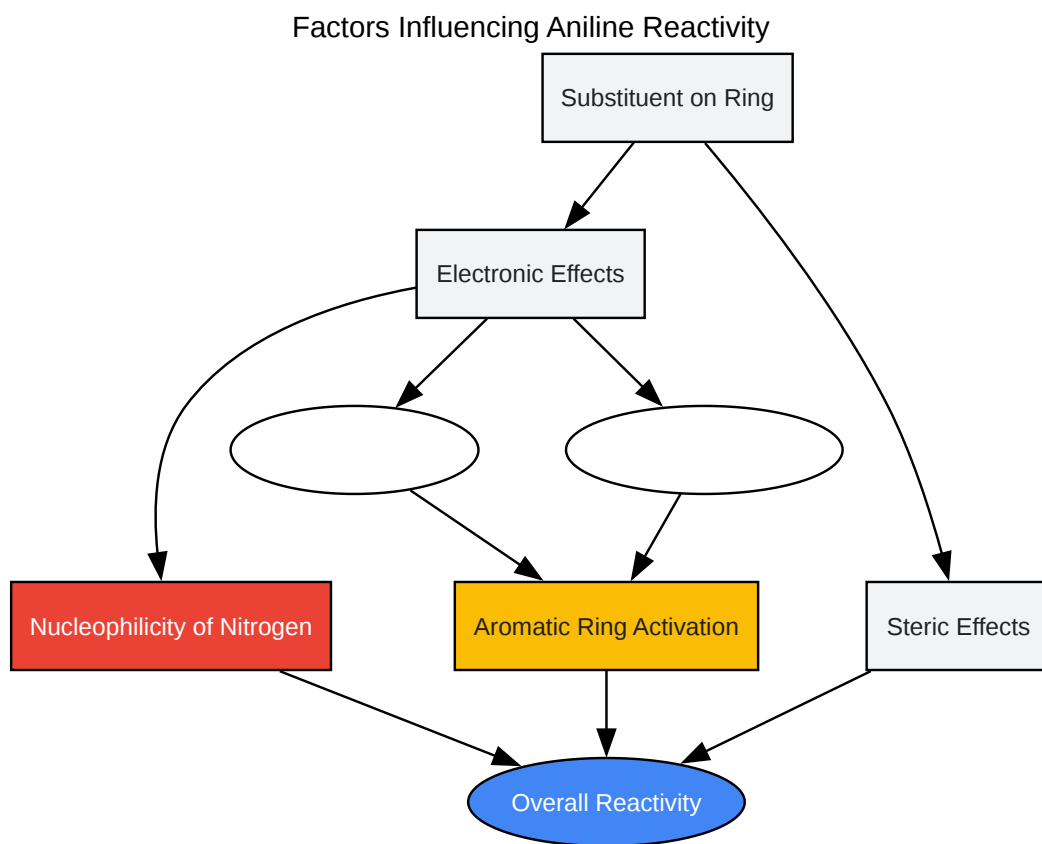 Factors Influencing Aniline Reactivity
Substituent on Ring
Electronic Effects
Nucleophilicity of Nitrogen
Aromatic Ring Activation
Steric Effects
Overall Reactivity